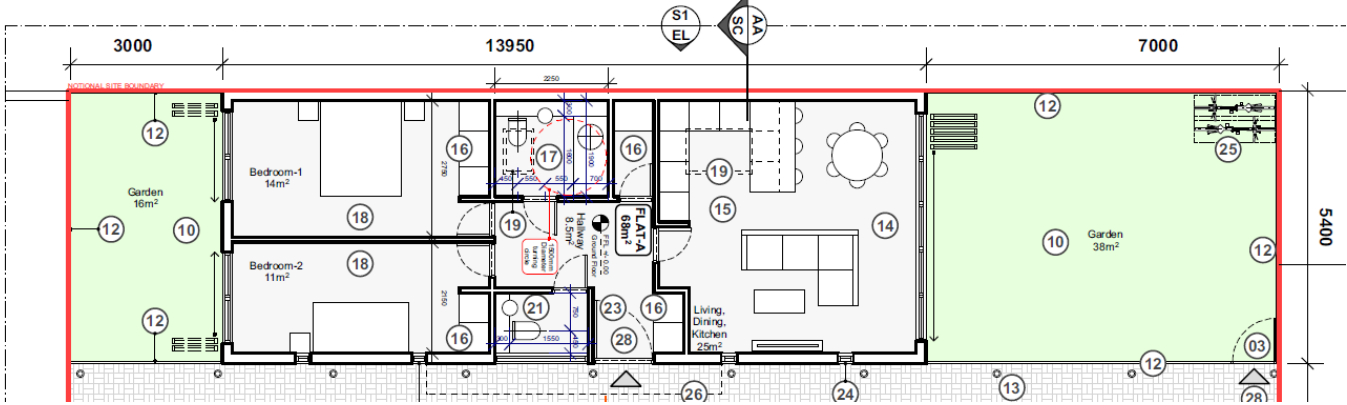 S1
EL
AA
SC
3000
13950
7000
2250
NOTIONAL SITE BOUNDARY
12
12
16
17
16
19
25
Bedroom-1
14m²
2750
1900
1900
450
550
550
700
Garden
16m²
12
10
18
19
15
14
Hallway
8.5m²
FFL +/- 0.00
Ground Floor
FLAT-A
68m²
1500mm
Diameter
turning
circle
10
Garden
38m²
12
5400
Bedroom-2
11m²
18
2150
12
16
21
750
450
1550
23
28
16
Living,
Dining,
Kitchen
25m²
03
12
26
24
13
28